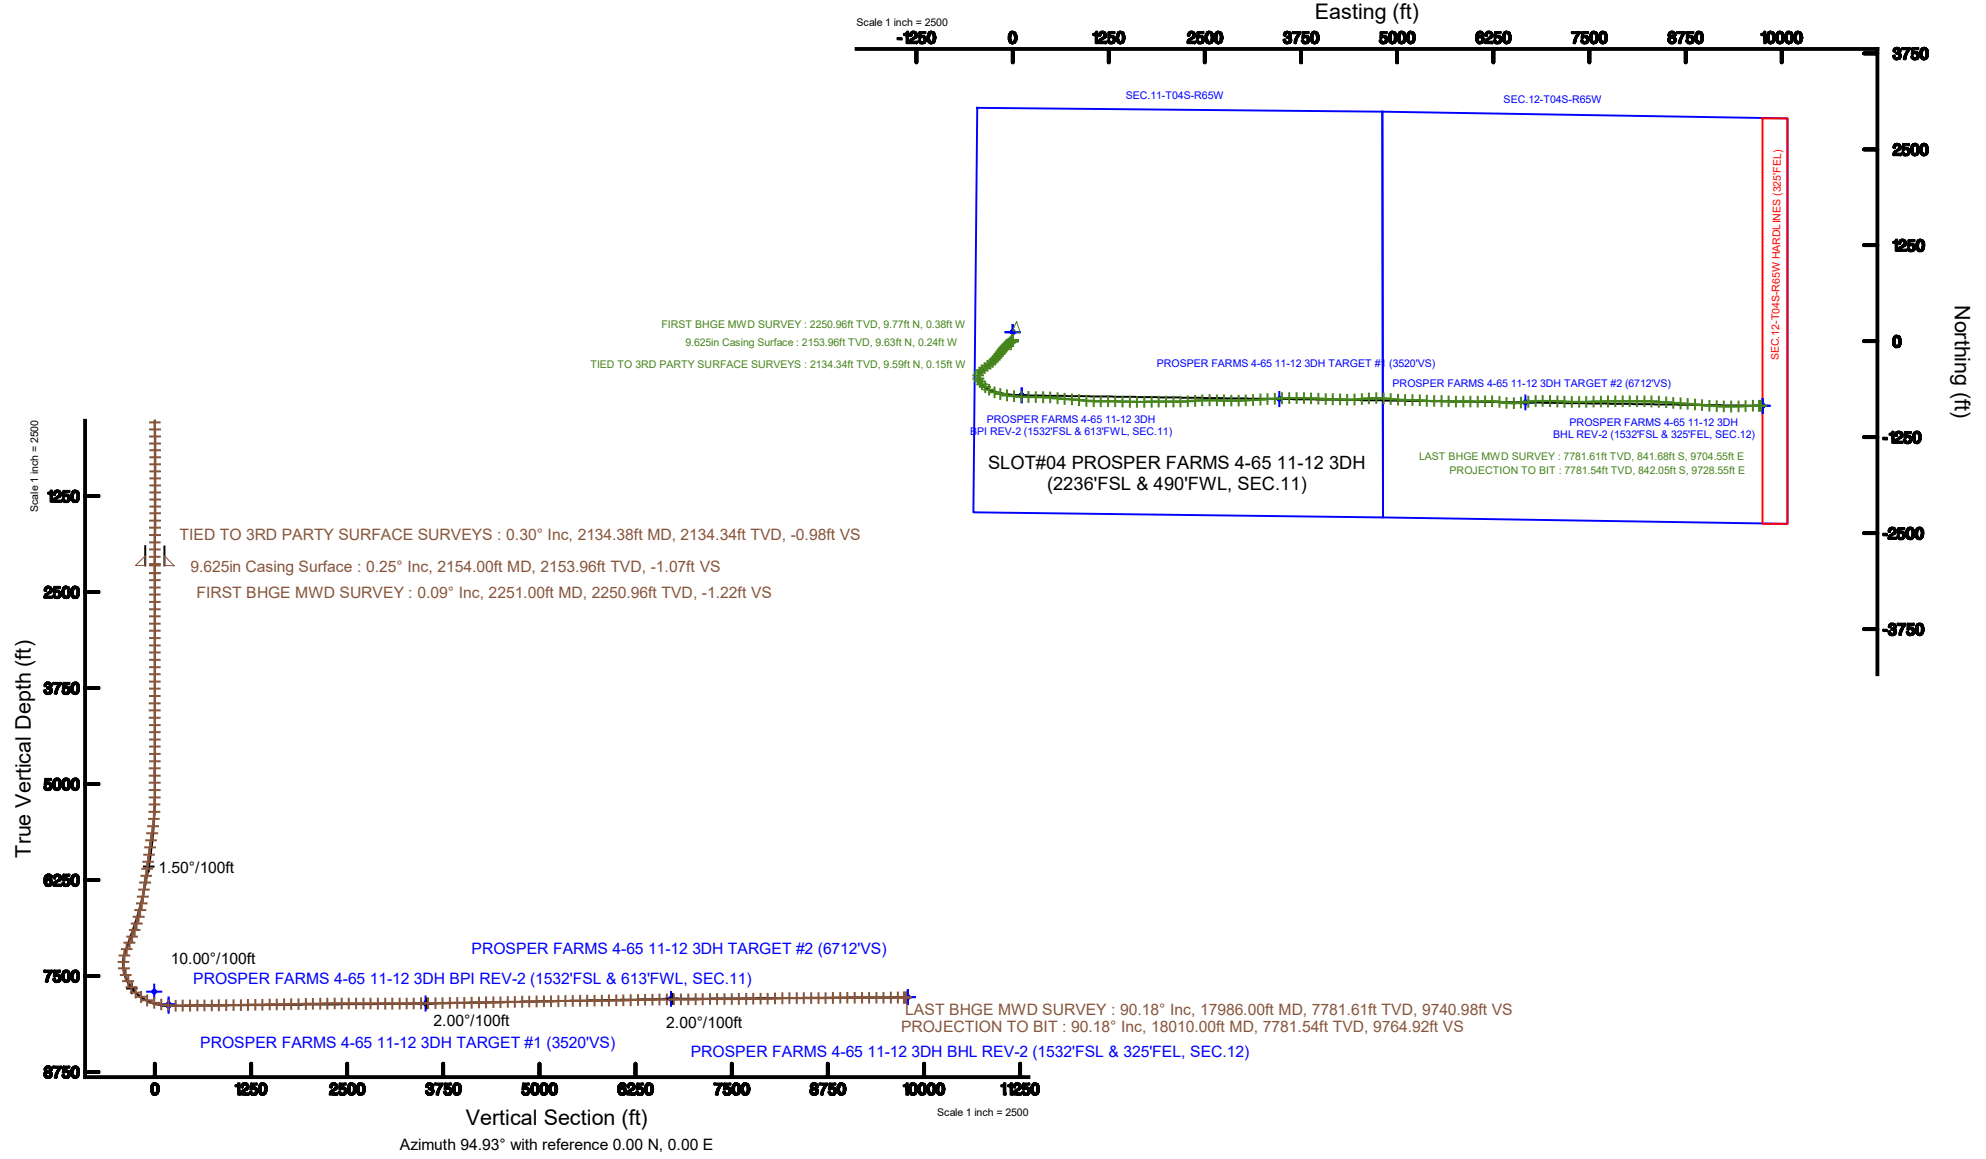 Easting (ft)
Scale 1 inch = 2500
-1250 0 1250 2500 3750 5000 6250 7500 8750 10000
3750
2500
1250
0
-1250
-2500
-3750
Northing (ft)
SEC.11-T04S-R65W
SEC.12-T04S-R65W
SEC.12-T04S-R65W HARDLINES (325'FEL)
FIRST BHGE MWD SURVEY : 2250.96ft TVD, 9.77ft N, 0.38ft W
9.625in Casing Surface : 2153.96ft TVD, 9.63ft N, 0.24ft W
TIED TO 3RD PARTY SURFACE SURVEYS : 2134.34ft TVD, 9.59ft N, 0.15ft W
PROSPER FARMS 4-65 11-12 3DH TARGET #1 (3520'VS)
PROSPER FARMS 4-65 11-12 3DH TARGET #2 (6712'VS)
PROSPER FARMS 4-65 11-12 3DH
BPI REV-2 (1532'FSL & 613'FWL, SEC.11)
PROSPER FARMS 4-65 11-12 3DH
BHL REV-2 (1532'FSL & 325'FEL, SEC.12)
LAST BHGE MWD SURVEY : 7781.61ft TVD, 841.68ft S, 9704.55ft E
PROJECTION TO BIT : 7781.54ft TVD, 842.05ft S, 9728.55ft E
SLOT#04 PROSPER FARMS 4-65 11-12 3DH
(2236'FSL & 490'FWL, SEC.11)
Scale 1 inch = 2500
1250
2500
3750
5000
6250
7500
8750
True Vertical Depth (ft)
TIED TO 3RD PARTY SURFACE SURVEYS : 0.30° Inc, 2134.38ft MD, 2134.34ft TVD, -0.98ft VS
9.625in Casing Surface : 0.25° Inc, 2154.00ft MD, 2153.96ft TVD, -1.07ft VS
FIRST BHGE MWD SURVEY : 0.09° Inc, 2251.00ft MD, 2250.96ft TVD, -1.22ft VS
1.50°/100ft
10.00°/100ft
PROSPER FARMS 4-65 11-12 3DH TARGET #2 (6712'VS)
PROSPER FARMS 4-65 11-12 3DH BPI REV-2 (1532'FSL & 613'FWL, SEC.11)
LAST BHGE MWD SURVEY : 90.18° Inc, 17986.00ft MD, 7781.61ft TVD, 9740.98ft VS
2.00°/100ft
2.00°/100ft
PROJECTION TO BIT : 90.18° Inc, 18010.00ft MD, 7781.54ft TVD, 9764.92ft VS
PROSPER FARMS 4-65 11-12 3DH TARGET #1 (3520'VS)
PROSPER FARMS 4-65 11-12 3DH BHL REV-2 (1532'FSL & 325'FEL, SEC.12)
0 1250 2500 3750 5000 6250 7500 8750 10000 11250
Vertical Section (ft)
Scale 1 inch = 2500
Azimuth 94.93° with reference 0.00 N, 0.00 E